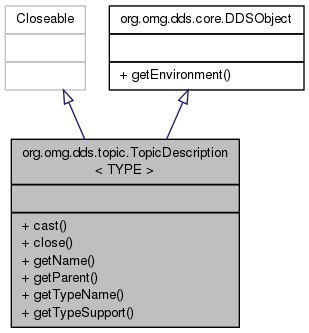 Closeable
org.omg.dds.core.DDSObject
+ getEnvironment()
org.omg.dds.topic.TopicDescription
< TYPE >
+ cast()
+ close()
+ getName()
+ getParent()
+ getTypeName()
+ getTypeSupport()